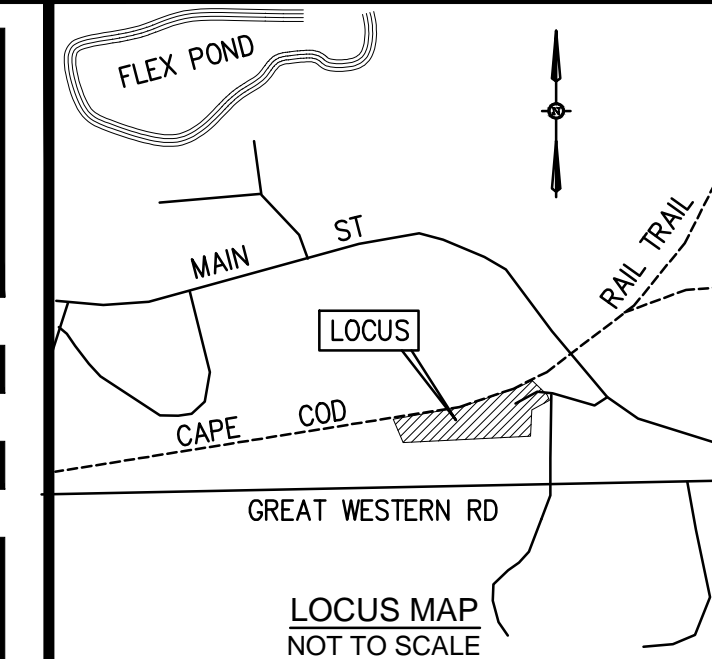 FLEX POND
N
MAIN ST
RAIL TRAIL
LOCUS
CAPE COD
GREAT WESTERN RD
LOCUS MAP
NOT TO SCALE